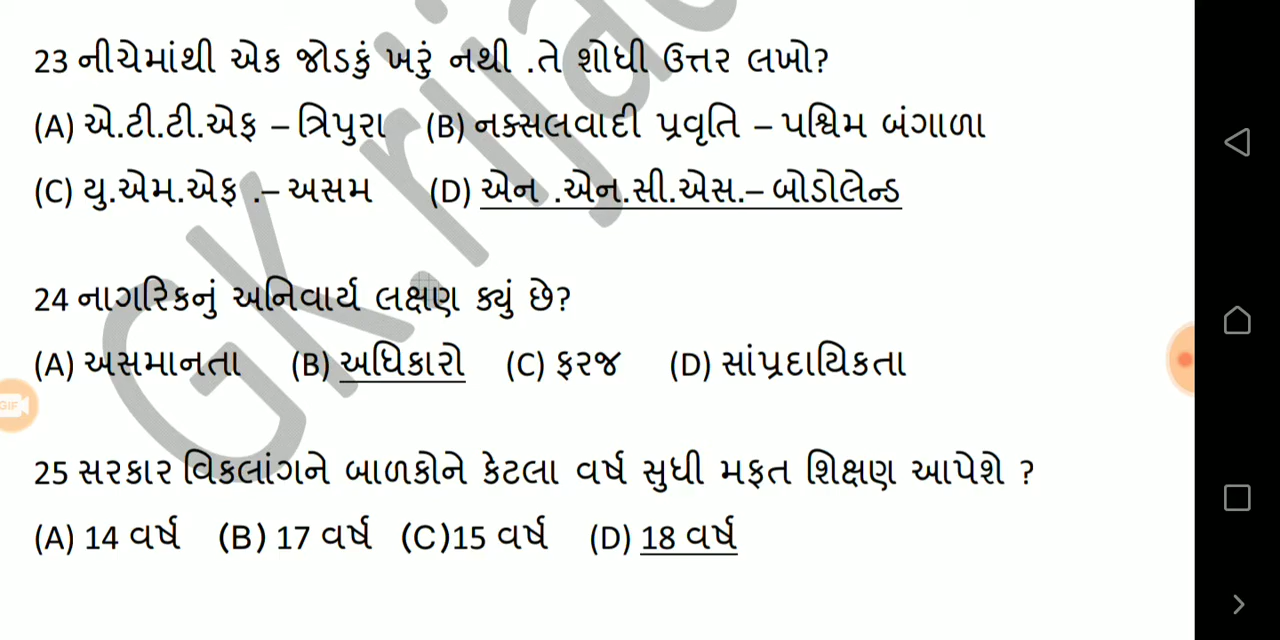 23 નીચેમાંથી એક જોડકું ખરું નથી .તે શોધી ઉત્તર લખો?
(A) એ.ટી.ટી.એફ – ત્રિપુરા (B) નક્સલવાદી પ્રવૃતિ – પશ્ચિમ બંગાળા
(C) યુ.એમ.એફ .– અસમ (D) એન .એન.સી.એસ.– બોડોલેન્ડ
24 નાગરિકનું અનિવાર્ય લક્ષણ ક્યું છે?
(A) અસમાનતા (B) અધિકારો (C) ફરજ (D) સાંપ્રદાયિકતા
25 સરકાર વિકલાંગને બાળકોને કેટલા વર્ષ સુધી મફત શિક્ષણ આપેશે ?
(A) 14 વર્ષ (B) 17 વર્ષ (C)15 વર્ષ (D) 18 વર્ષ
GIF